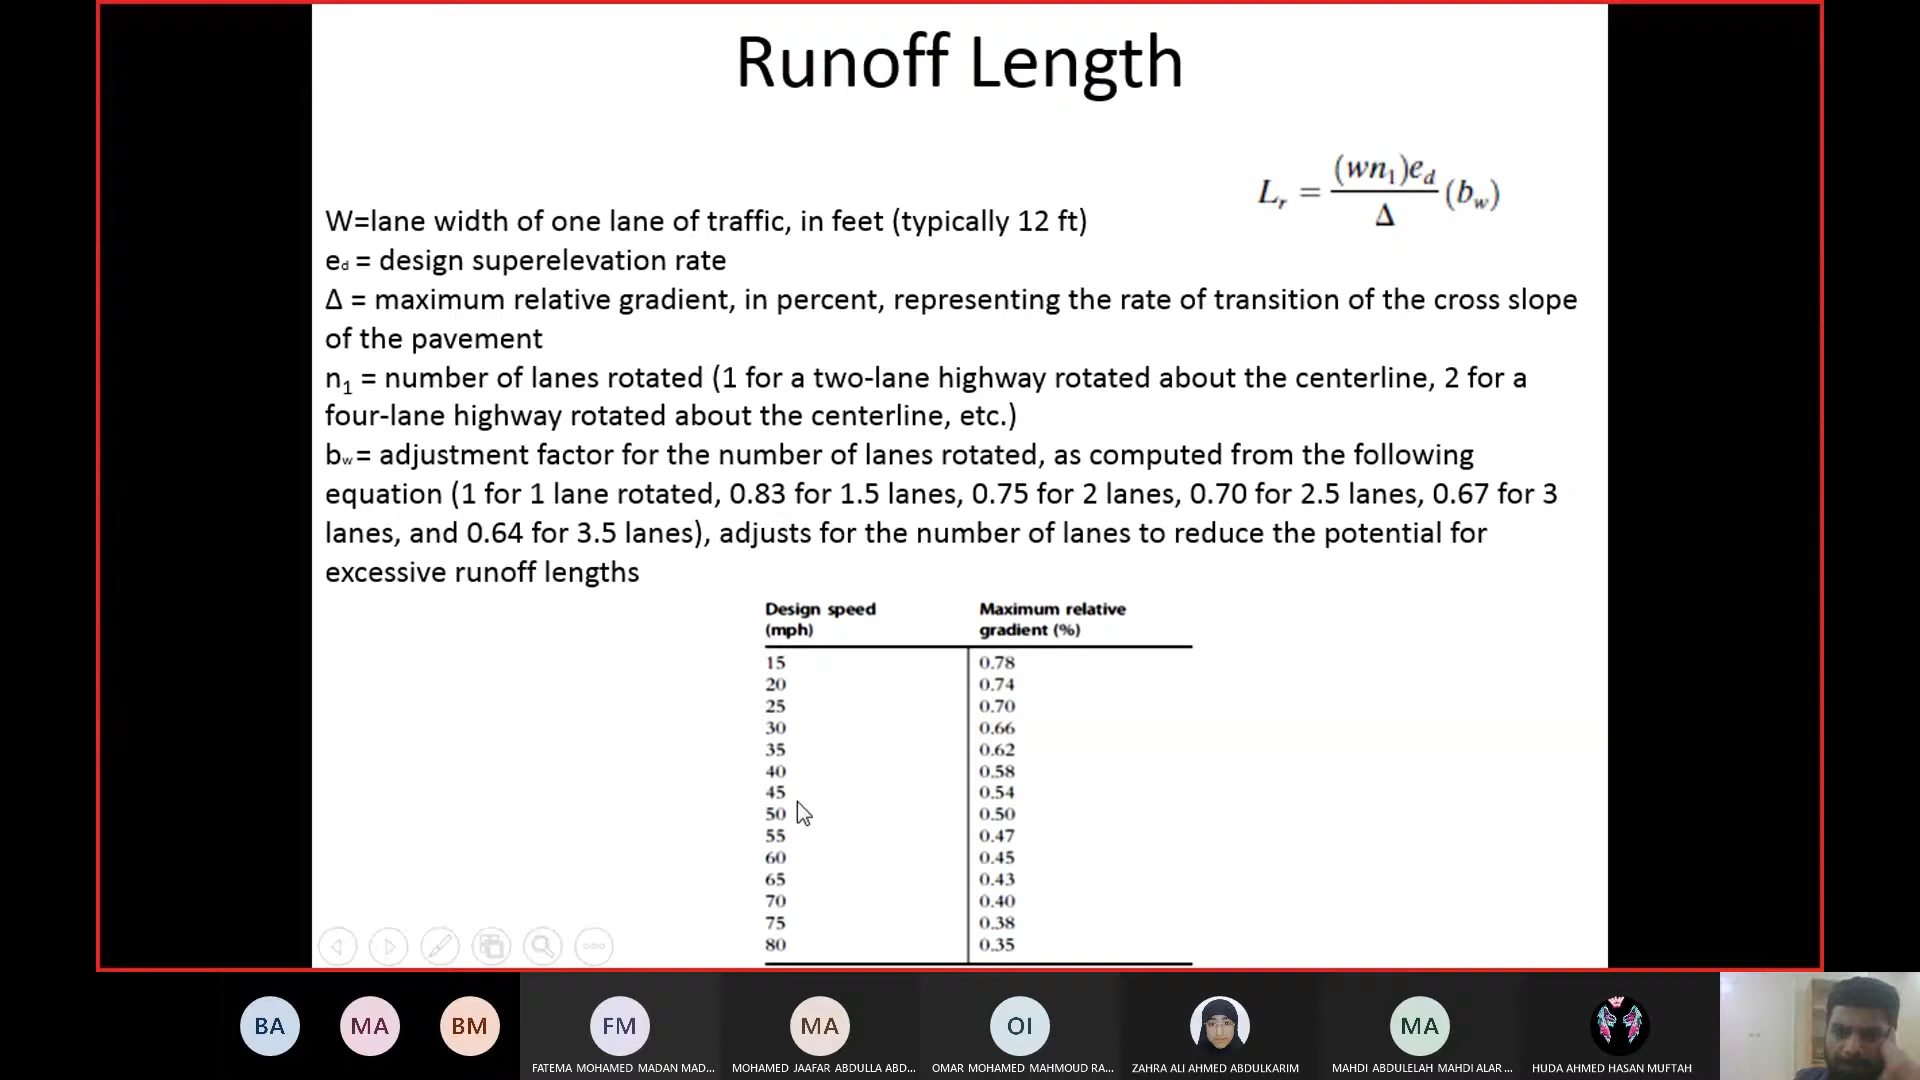 Runoff Length
L_r = (wn_1)e_d / Δ (b_w)
W=lane width of one lane of traffic, in feet (typically 12 ft)
e_d = design superelevation rate
Δ = maximum relative gradient, in percent, representing the rate of transition of the cross slope
of the pavement
n_1 = number of lanes rotated (1 for a two-lane highway rotated about the centerline, 2 for a
four-lane highway rotated about the centerline, etc.)
b_w= adjustment factor for the number of lanes rotated, as computed from the following
equation (1 for 1 lane rotated, 0.83 for 1.5 lanes, 0.75 for 2 lanes, 0.70 for 2.5 lanes, 0.67 for 3
lanes, and 0.64 for 3.5 lanes), adjusts for the number of lanes to reduce the potential for
excessive runoff lengths
Design speed Maximum relative
(mph) gradient (%)
15 0.78
20 0.74
25 0.70
30 0.66
35 0.62
40 0.58
45 0.54
50 0.50
55 0.47
60 0.45
65 0.43
70 0.40
75 0.38
80 0.35
BA MA BM FM MA OI MA
FATEMA MOHAMED MADAN MAD... MOHAMED JAAFAR ABDULLA ABD... OMAR MOHAMED MAHMOUD RA... ZAHRA ALI AHMED ABDULKARIM MAHDI ABDULELAH MAHDI ALAR... HUDA AHMED HASAN MUFTAH